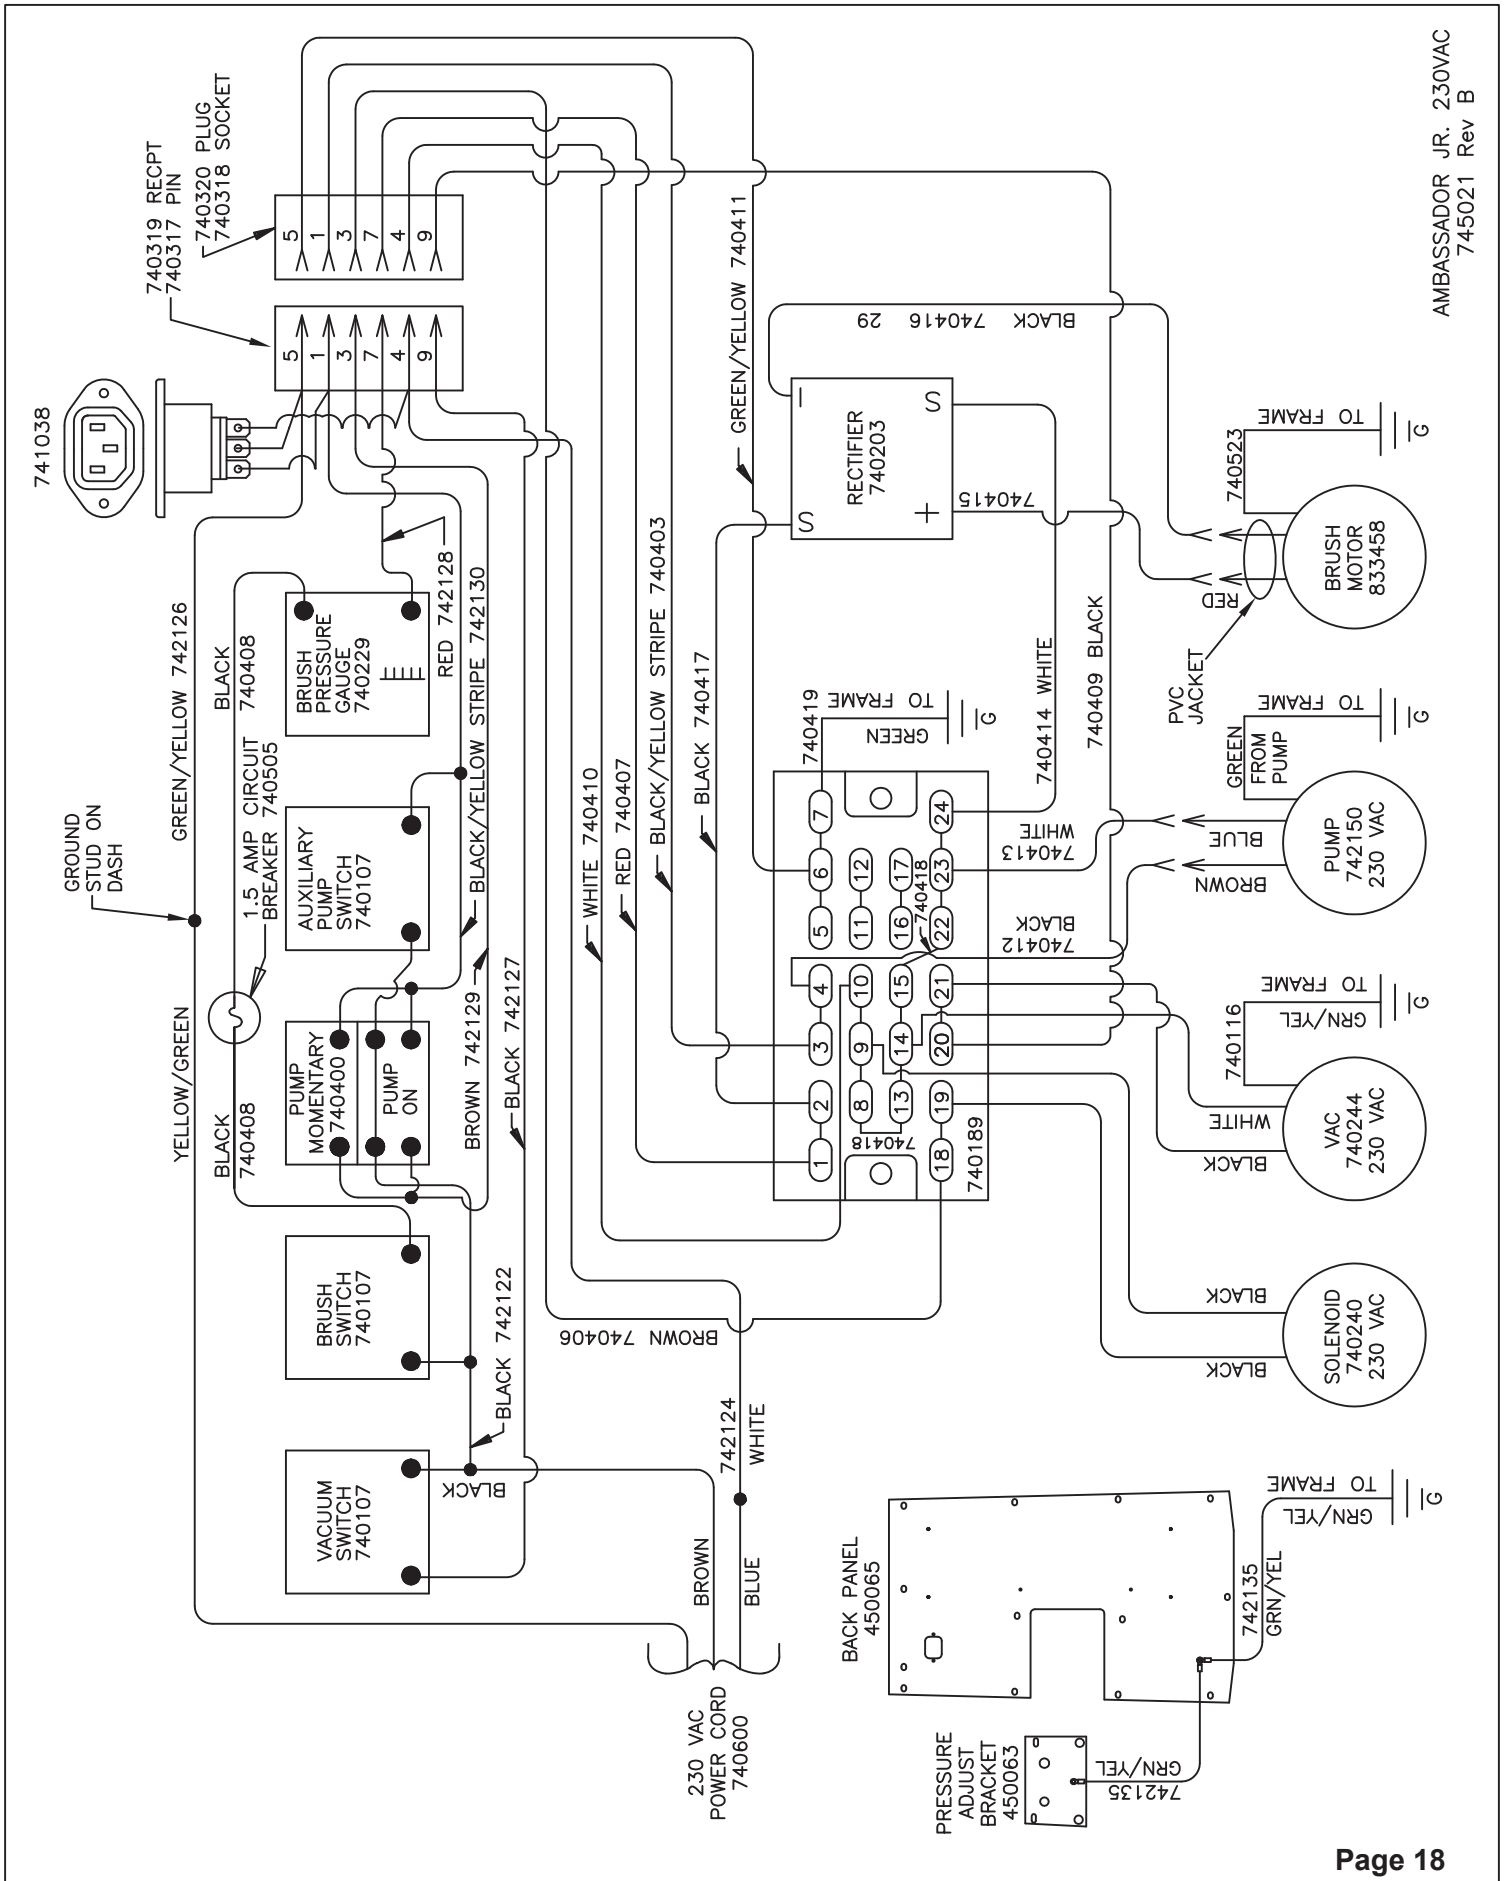 AMBASSADOR JR. 230VAC
745021 Rev B
741038
740319 RECPT
740317 PIN
740320 PLUG
740318 SOCKET
5
1
3
7
4
9
5
1
3
7
4
9
GROUND
STUD ON
DASH
GREEN/YELLOW 742126
YELLOW/GREEN
BLACK
740408
1.5 AMP CIRCUIT
BREAKER 740505
BLACK
740408
BRUSH
PRESSURE
GAUGE
740229
RED 742128
AUXILIARY
PUMP
SWITCH
740107
BLACK/YELLOW STRIPE 742130
PUMP
MOMENTARY
740400
PUMP
ON
BROWN 742129
BLACK 742127
BRUSH
SWITCH
740107
BLACK 742122
VACUUM
SWITCH
740107
BLACK
BROWN
BLUE
742124
WHITE
230 VAC
POWER CORD
740600
GREEN/YELLOW 740411
BLACK/YELLOW STRIPE 740403
RED 740407
WHITE 740410
BLACK 740417
BROWN 740406
RECTIFIER
740203
–
S
S
+
BLACK 740416 29
740415
740414 WHITE
740409 BLACK
740419
GREEN
TO FRAME
G
7
6
5
4
3
2
1
12
11
10
9
8
17
16
15
14
13
24
23
22
21
20
19
18
740418
740418
740189
WHITE
740413
BLACK
740412
740523
TO FRAME
G
BRUSH
MOTOR
833458
RED
PVC
JACKET
GREEN
FROM
PUMP
TO FRAME
G
PUMP
742150
230 VAC
BLUE
BROWN
740116
GRN/YEL
TO FRAME
G
VAC
740244
230 VAC
WHITE
BLACK
SOLENOID
740240
230 VAC
BLACK
BLACK
BACK PANEL
450065
742135
GRN/YEL
GRN/YEL
TO FRAME
G
PRESSURE
ADJUST
BRACKET
450063
GRN/YEL
742135
Page 18